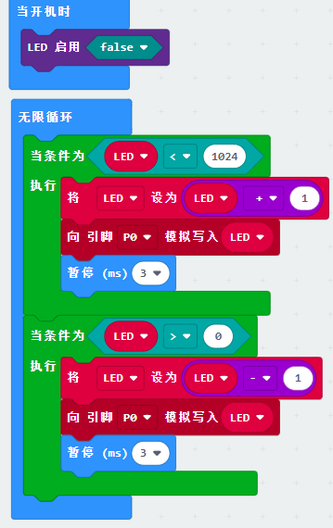 当开机时
LED 启用 false
无限循环
当条件为 LED < 1024
执行
将 LED 设为 LED + 1
向 引脚 P0 模拟写入 LED
暂停 (ms) 3
当条件为 LED > 0
执行
将 LED 设为 LED - 1
向 引脚 P0 模拟写入 LED
暂停 (ms) 3